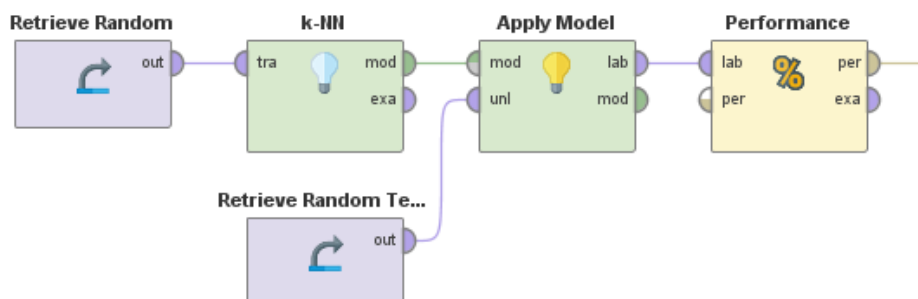 Retrieve Random
k-NN
Apply Model
Performance
out
tra
mod
exa
mod
unl
lab
mod
lab
per
%
per
exa
Retrieve Random Te...
out